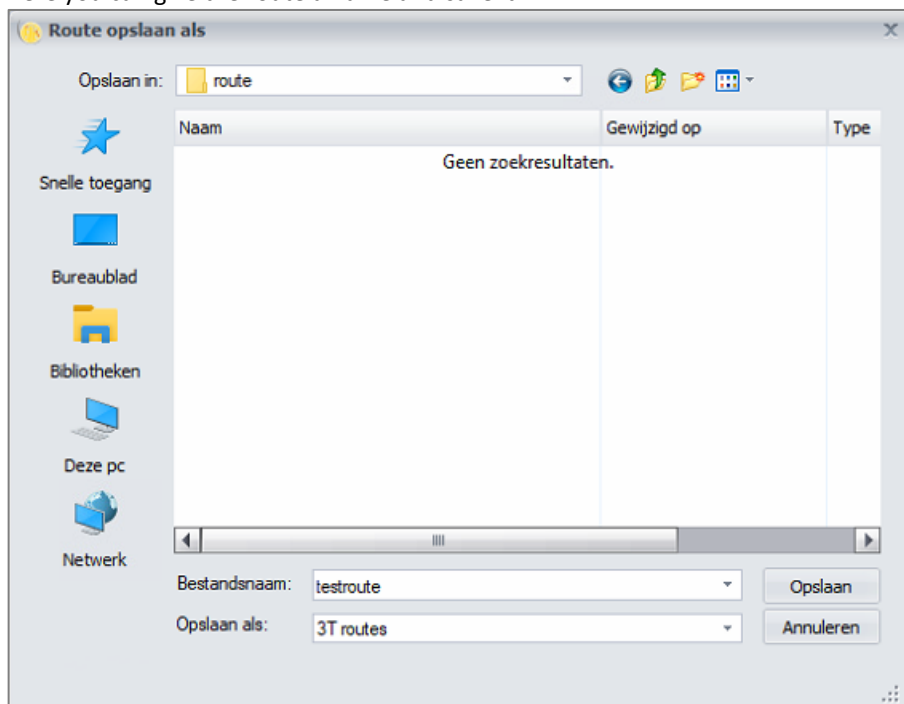 Route opslaan als
Opslaan in: route
Naam Gewijzigd op Type
Geen zoekresultaten.
Snelle toegang
Bureaublad
Bibliotheken
Deze pc
Netwerk
Bestandsnaam: testroute Opslaan
Opslaan als: 3T routes Annuleren